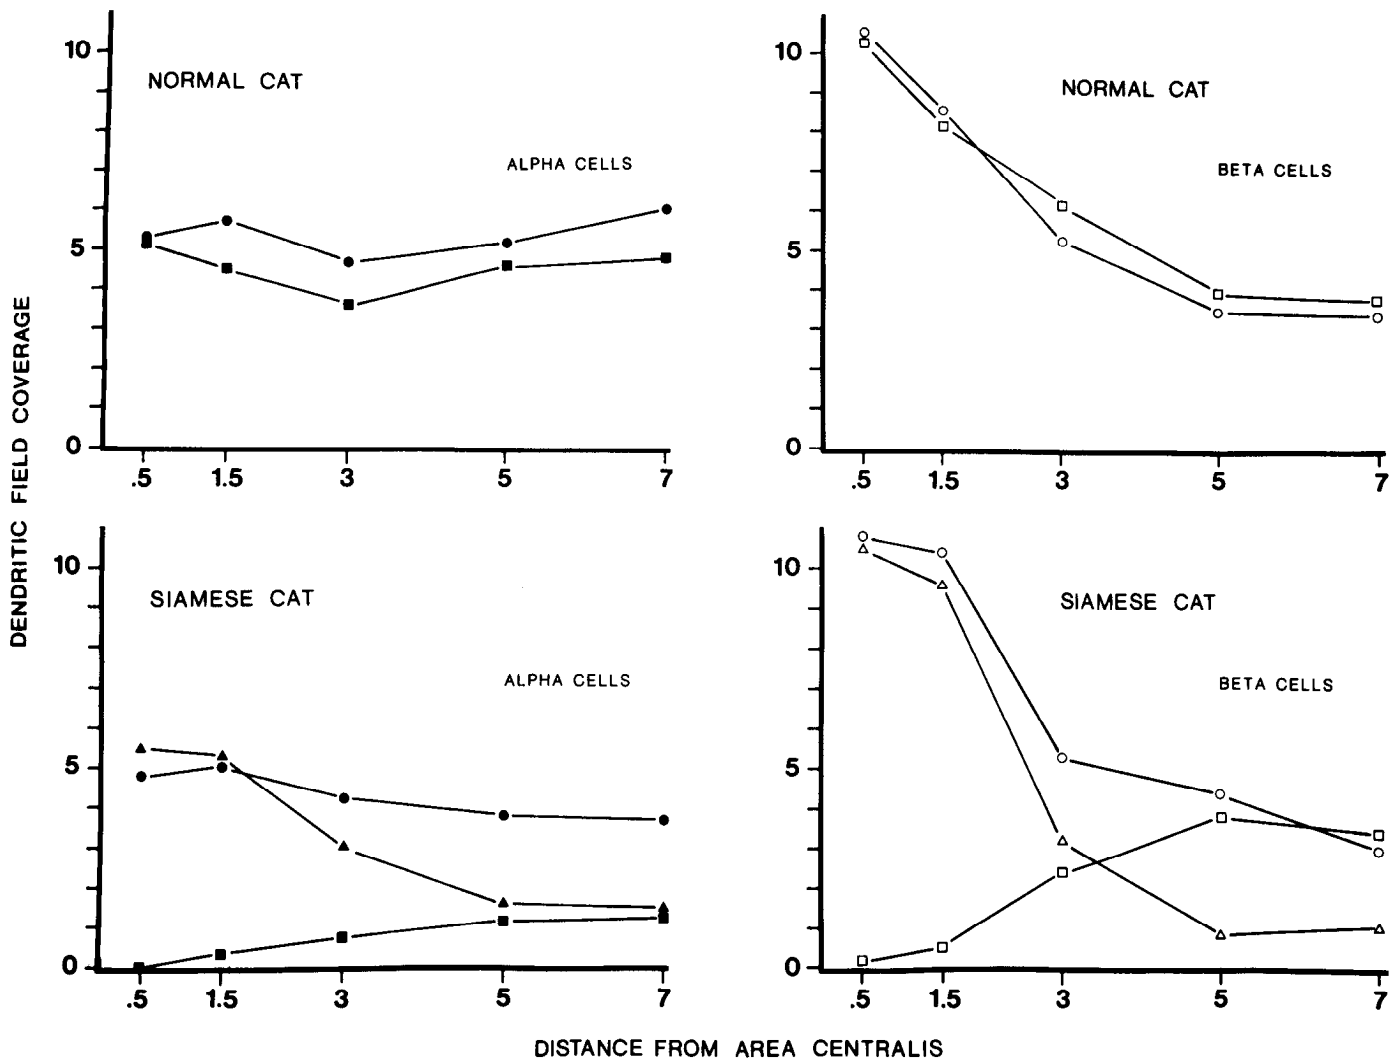 DENDRITIC FIELD COVERAGE
NORMAL CAT
ALPHA CELLS
10
5
0
.5 1.5 3 5 7
NORMAL CAT
BETA CELLS
10
5
0
.5 1.5 3 5 7
SIAMESE CAT
ALPHA CELLS
10
5
0
.5 1.5 3 5 7
SIAMESE CAT
BETA CELLS
10
5
0
.5 1.5 3 5 7
DISTANCE FROM AREA CENTRALIS